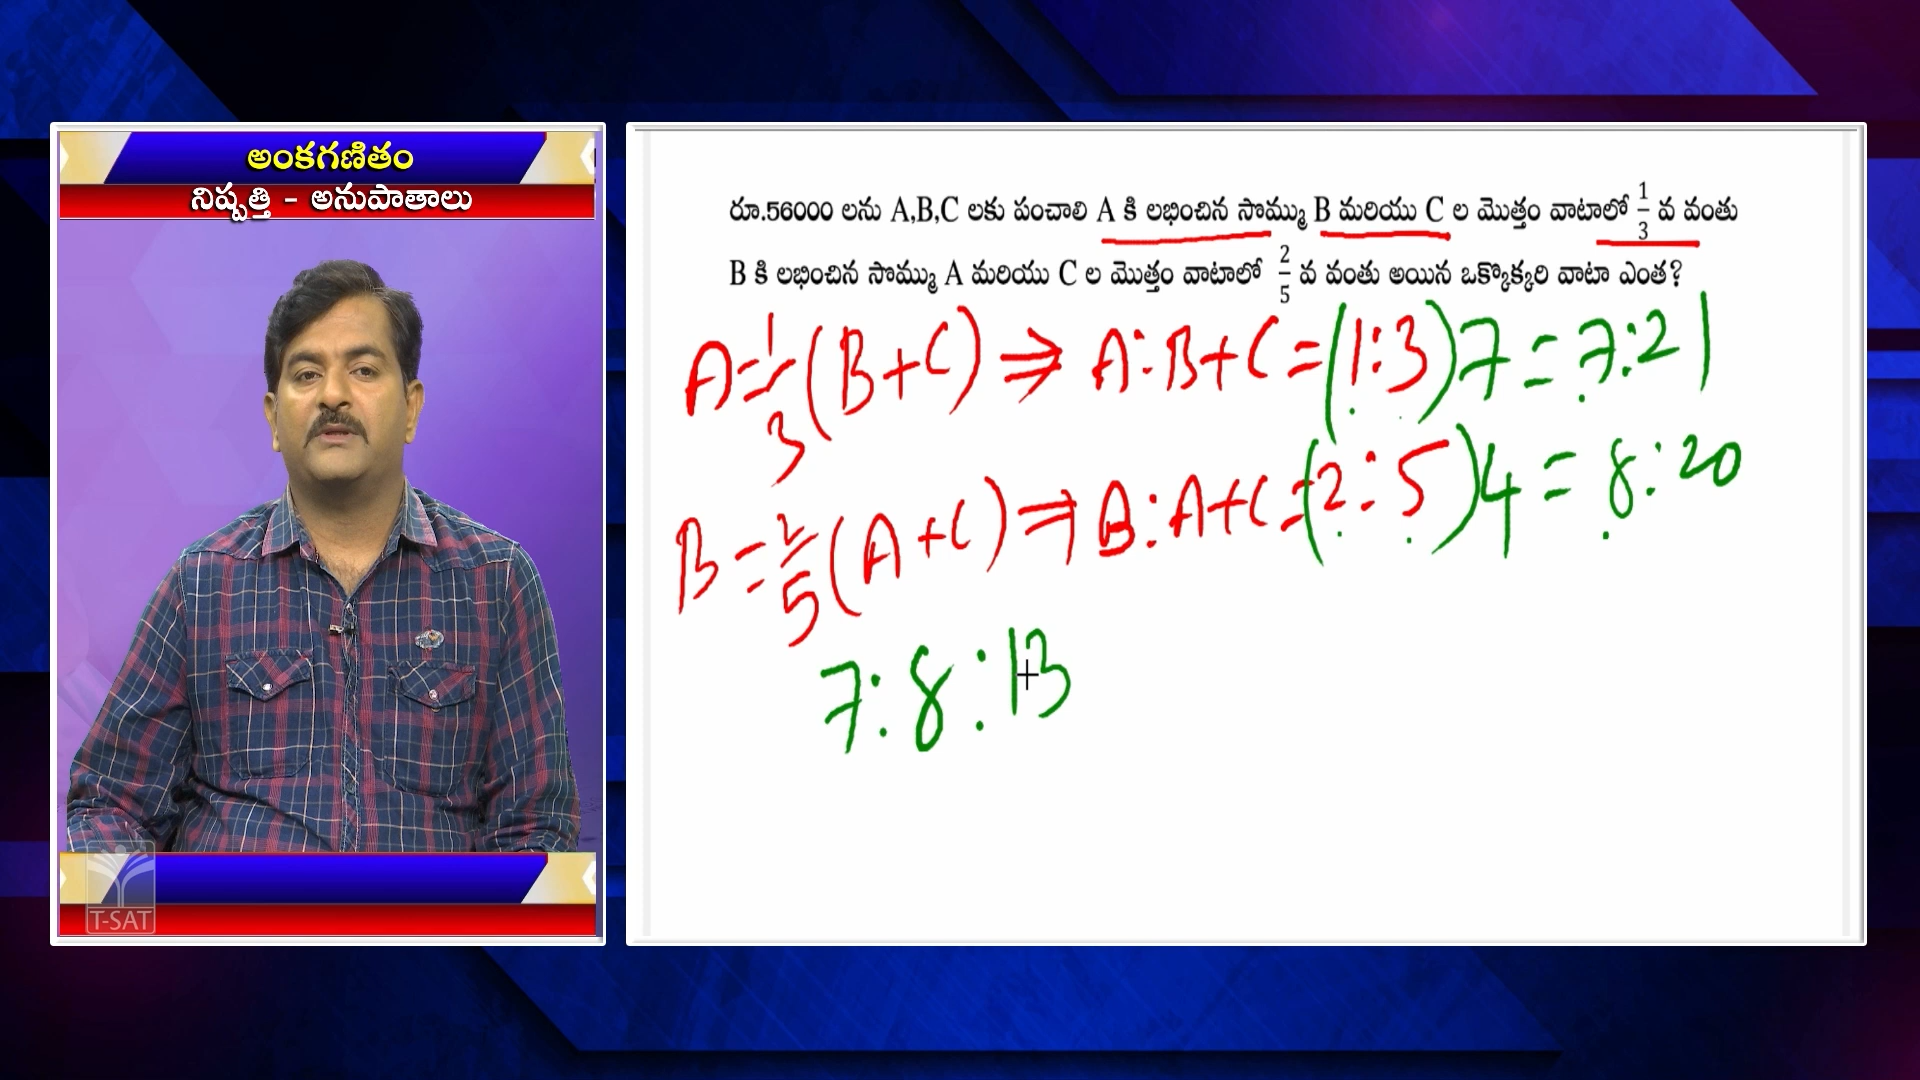 అంకగణితం
నిష్పత్తి - అనుపాతాలు
రూ.56000 లను A,B,C లకు పంచాలి A కి లభించిన సొమ్ము B మరియు C ల మొత్తం వాటాలో 1/3 వ వంతు
B కి లభించిన సొమ్ము A మరియు C ల మొత్తం వాటాలో 2/5 వ వంతు అయిన ఒక్కొక్కరి వాటా ఎంత?
A=1/3(B+C) ⇒ A:B+C=(1:3)7=7:21
B=2/5(A+C) ⇒ B:A+C=(2:5)4=8:20
7:8:13
T-SAT